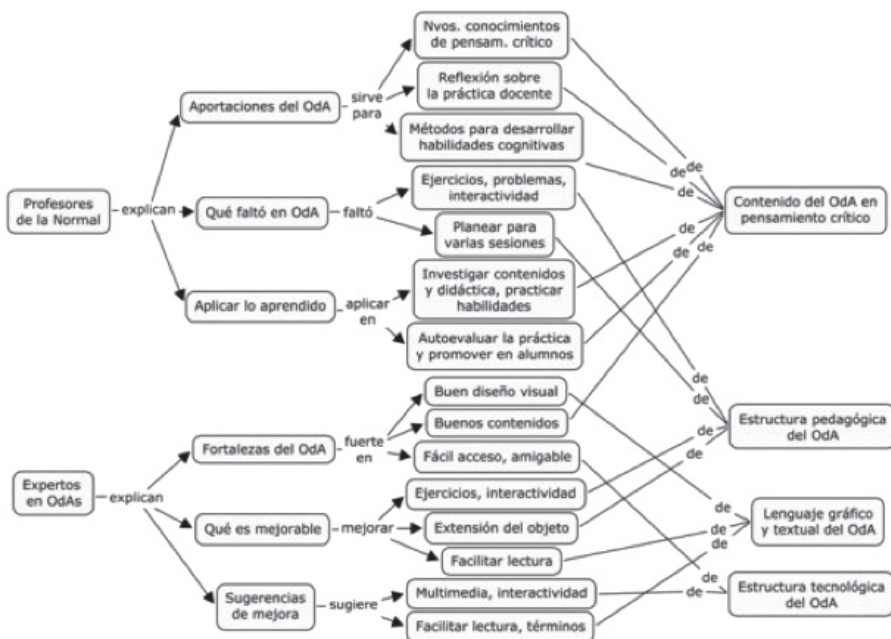 Nvos. conocimientos
de pensam. crítico
Reflexión sobre
la práctica docente
Aportaciones del OdA
sirve
para
Métodos para desarrollar
habilidades cognitivas
de
de
de
Profesores
de la Normal
explican
Qué faltó en OdA
faltó
Ejercicios, problemas,
interactividad
Planear para
varias sesiones
Contenido del OdA en
pensamiento crítico
de
de
de
Aplicar lo aprendido
aplicar
en
Investigar contenidos
y didáctica, practicar
habilidades
Autoevaluar la práctica
y promover en alumnos
Buen diseño visual
Buenos contenidos
Fortalezas del OdA
fuerte
en
Fácil acceso, amigable
de
de
de
de
Estructura pedagógica
del OdA
Expertos
en OdAs
explican
Qué es mejorable
mejorar
Ejercicios, interactividad
Extensión del objeto
Facilitar lectura
de
de
de
Lenguaje gráfico
y textual del OdA
Sugerencias
de mejora
sugiere
Multimedia, interactividad
Facilitar lectura, términos
de
de
Estructura tecnológica
del OdA